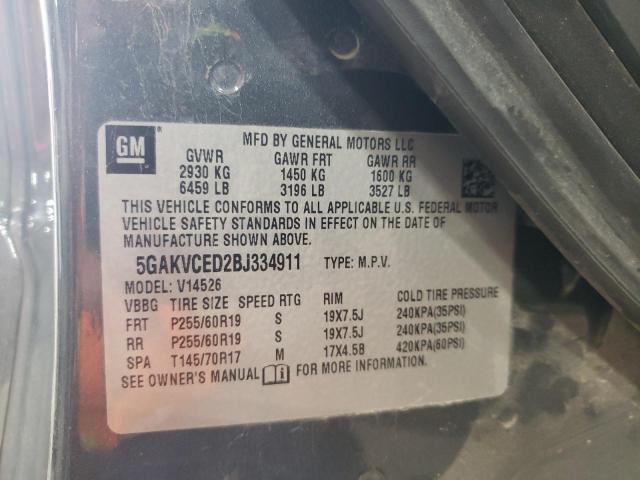 GM
MFD BY GENERAL MOTORS LLC
GVWR GAWR FRT GAWR RR
2930 KG 1450 KG 1600 KG
6459 LB 3196 LB 3527 LB
THIS VEHICLE CONFORMS TO ALL APPLICABLE U.S. FEDERAL MOTOR
VEHICLE SAFETY STANDARDS IN EFFECT ON THE DATE OF
MANUFACTURE SHOWN ABOVE.
5GAKVCED2BJ334911 TYPE: M.P.V.
MODEL: V14526
VBBG TIRE SIZE SPEED RTG RIM COLD TIRE PRESSURE
FRT P255/60R19 S 19X7.5J 240KPA(35PSI)
RR P255/60R19 S 19X7.5J 240KPA(35PSI)
SPA T145/70R17 M 17X4.5B 420KPA(60PSI)
SEE OWNER'S MANUAL FOR MORE INFORMATION.